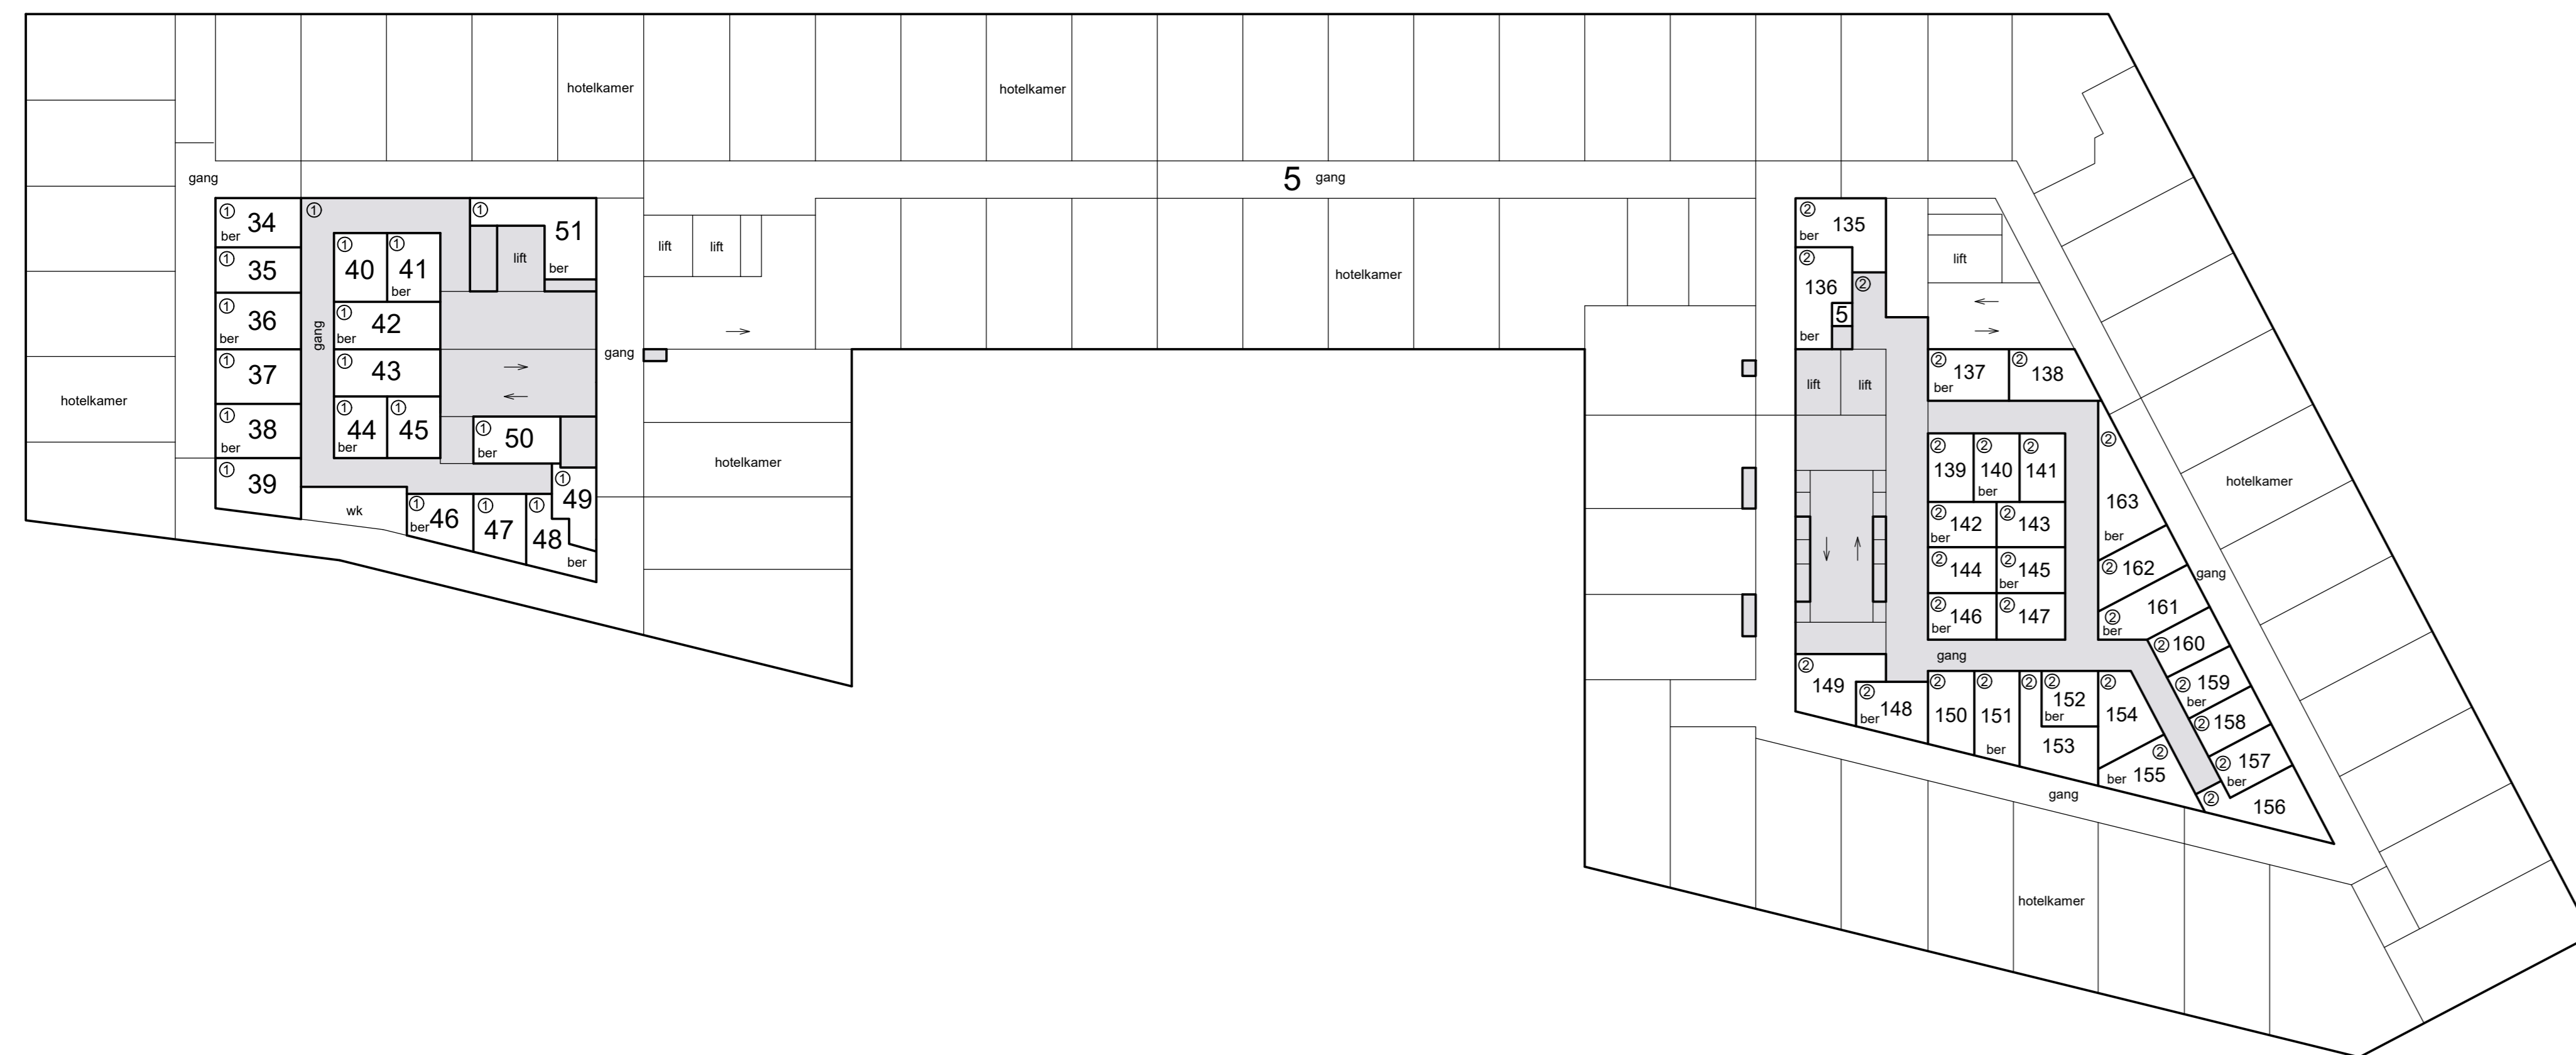 hotelkamer
hotelkamer
gang
5 gang
① 34
ber
①
① 51
ber
① 35
① 40
① 41
ber
lift
lift
lift
① 36
ber
gang
① 42
ber
gang
① 37
① 43
hotelkamer
① 38
ber
① 44
ber
① 45
① 50
ber
hotelkamer
① 39
wk
① 46
ber
① 47
① 48
ber
① 49
hotelkamer
② 135
ber
② 136
ber
5
②
lift
lift
lift
② 137
ber
② 138
② 139
② 140
ber
② 141
② 163
ber
hotelkamer
② 142
ber
② 143
② 144
② 145
ber
② 162
gang
② 146
ber
② 147
② 161
ber
gang
② 160
② 149
② 148
ber
② 150
② 151
ber
② 152
ber
② 153
② 154
② 159
ber
② 158
② 155
ber
② 157
ber
② 156
gang
hotelkamer